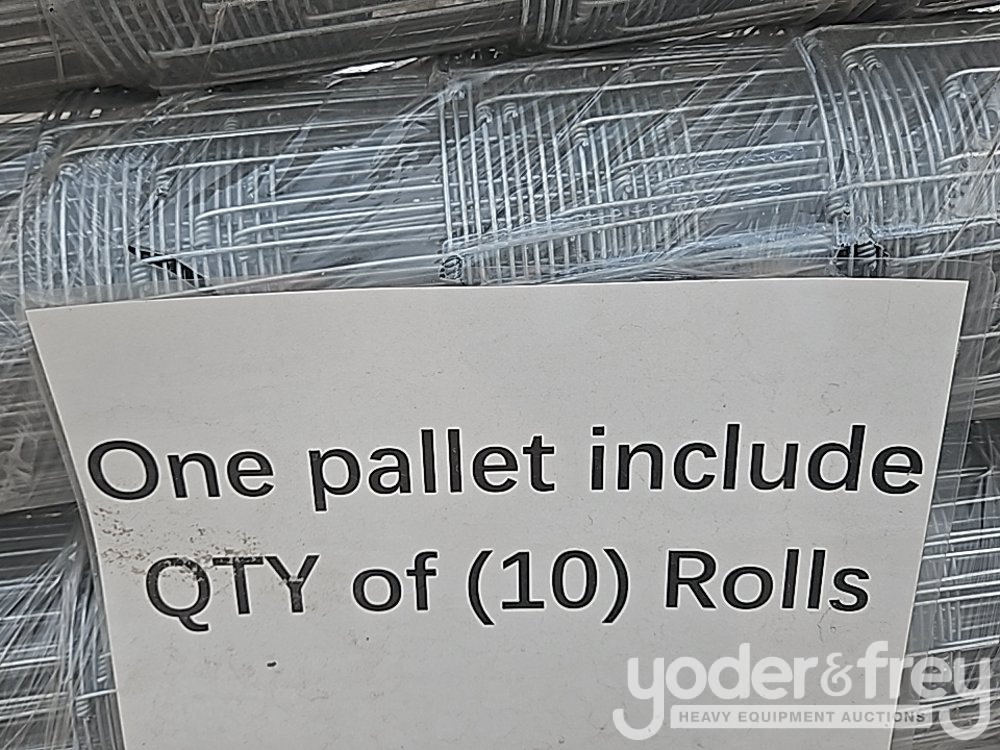 One pallet include
QTY of (10) Rolls
yoder&frey
HEAVY EQUIPMENT AUCTIONS